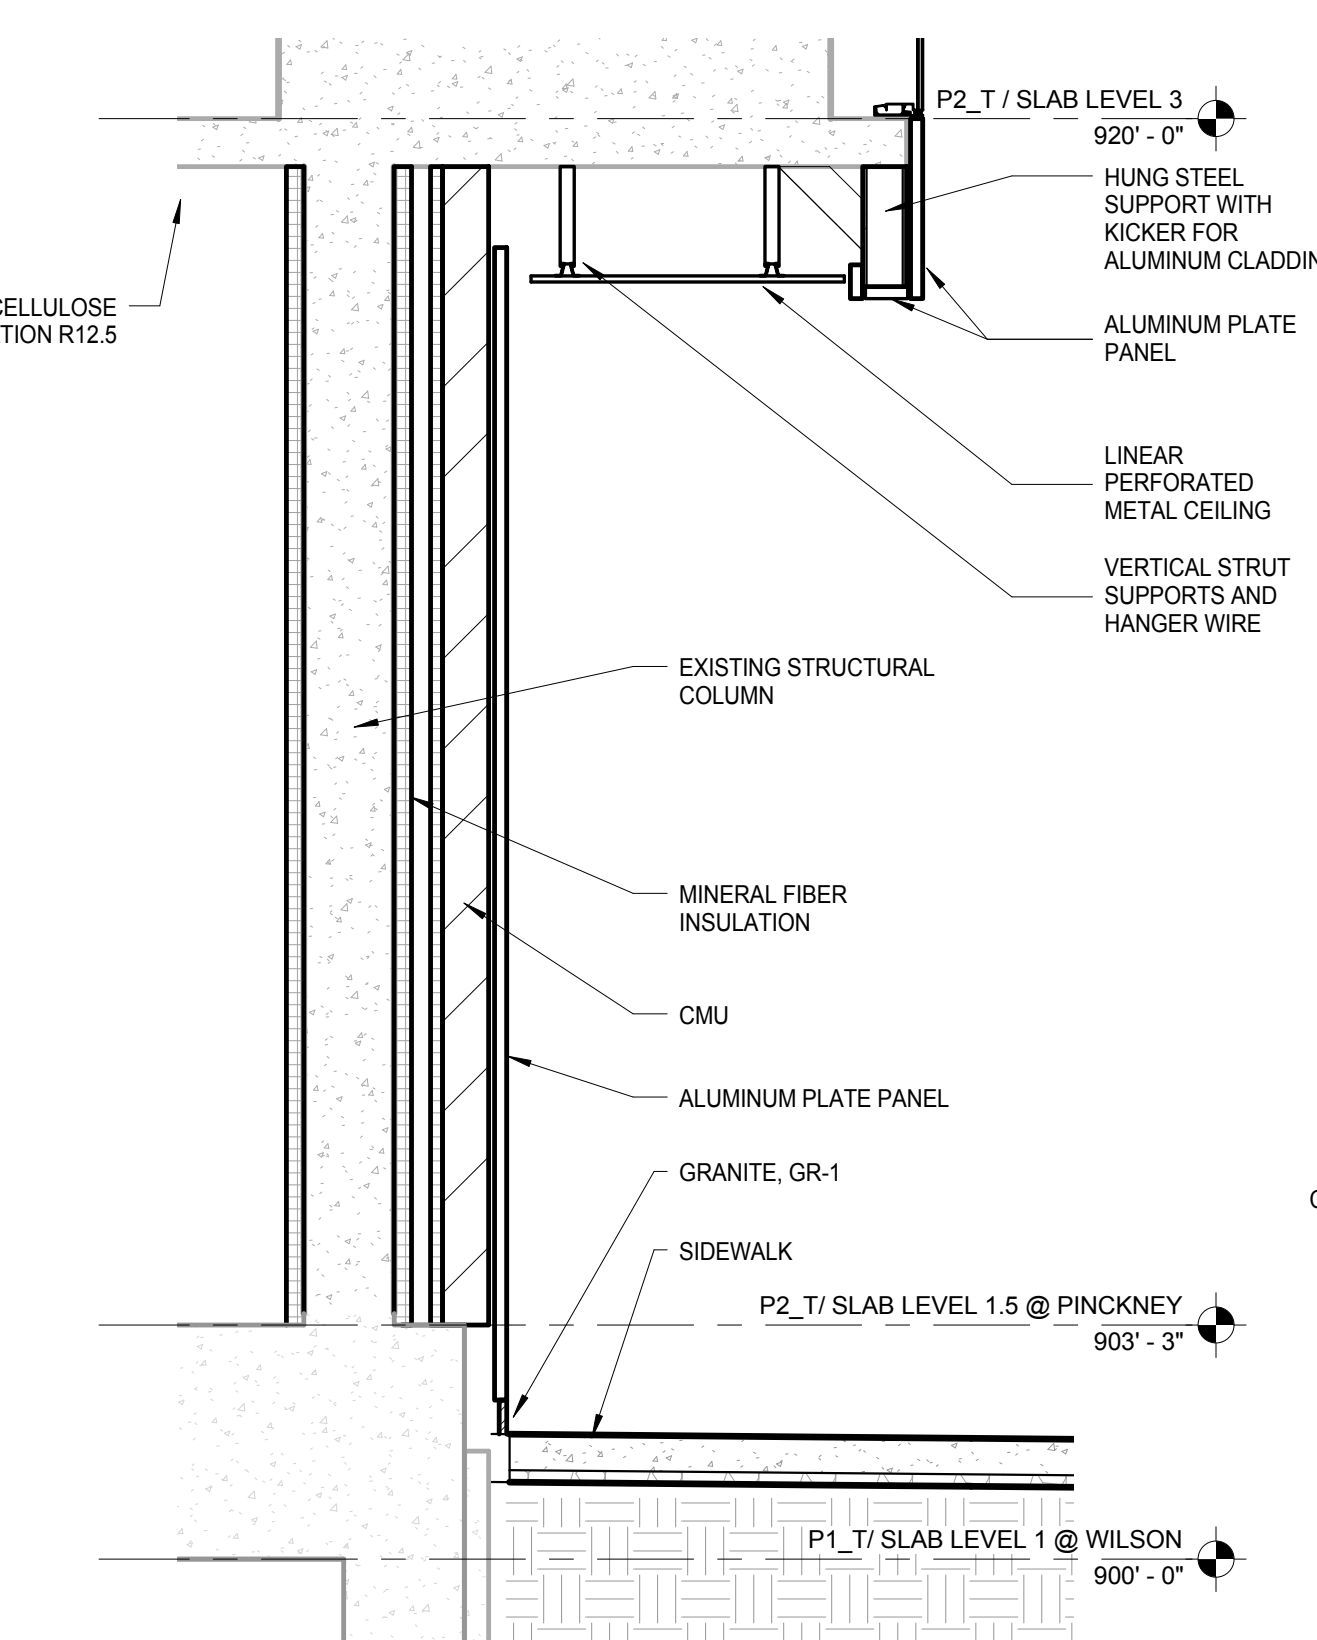 P2_T / SLAB LEVEL 3
920' - 0"
HUNG STEEL
SUPPORT WITH
KICKER FOR
ALUMINUM CLADDIN
CELLULOSE
TION R12.5
ALUMINUM PLATE
PANEL
LINEAR
PERFORATED
METAL CEILING
VERTICAL STRUT
SUPPORTS AND
HANGER WIRE
EXISTING STRUCTURAL
COLUMN
MINERAL FIBER
INSULATION
CMU
ALUMINUM PLATE PANEL
GRANITE, GR-1
SIDEWALK
P2_T/ SLAB LEVEL 1.5 @ PINCKNEY
903' - 3"
P1_T/ SLAB LEVEL 1 @ WILSON
900' - 0"